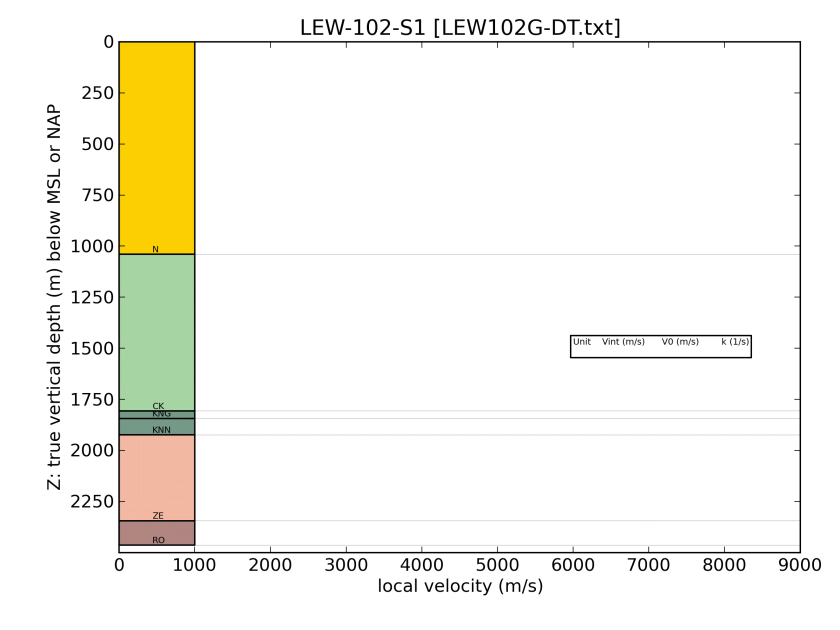 LEW-102-S1 [LEW102G-DT.txt]
Z: true vertical depth (m) below MSL or NAP
0
250
500
750
1000
1250
1500
1750
2000
2250
N
CK
KNG
KNN
ZE
RO
Unit Vint (m/s) V0 (m/s) k (1/s)
0 1000 2000 3000 4000 5000 6000 7000 8000 9000
local velocity (m/s)